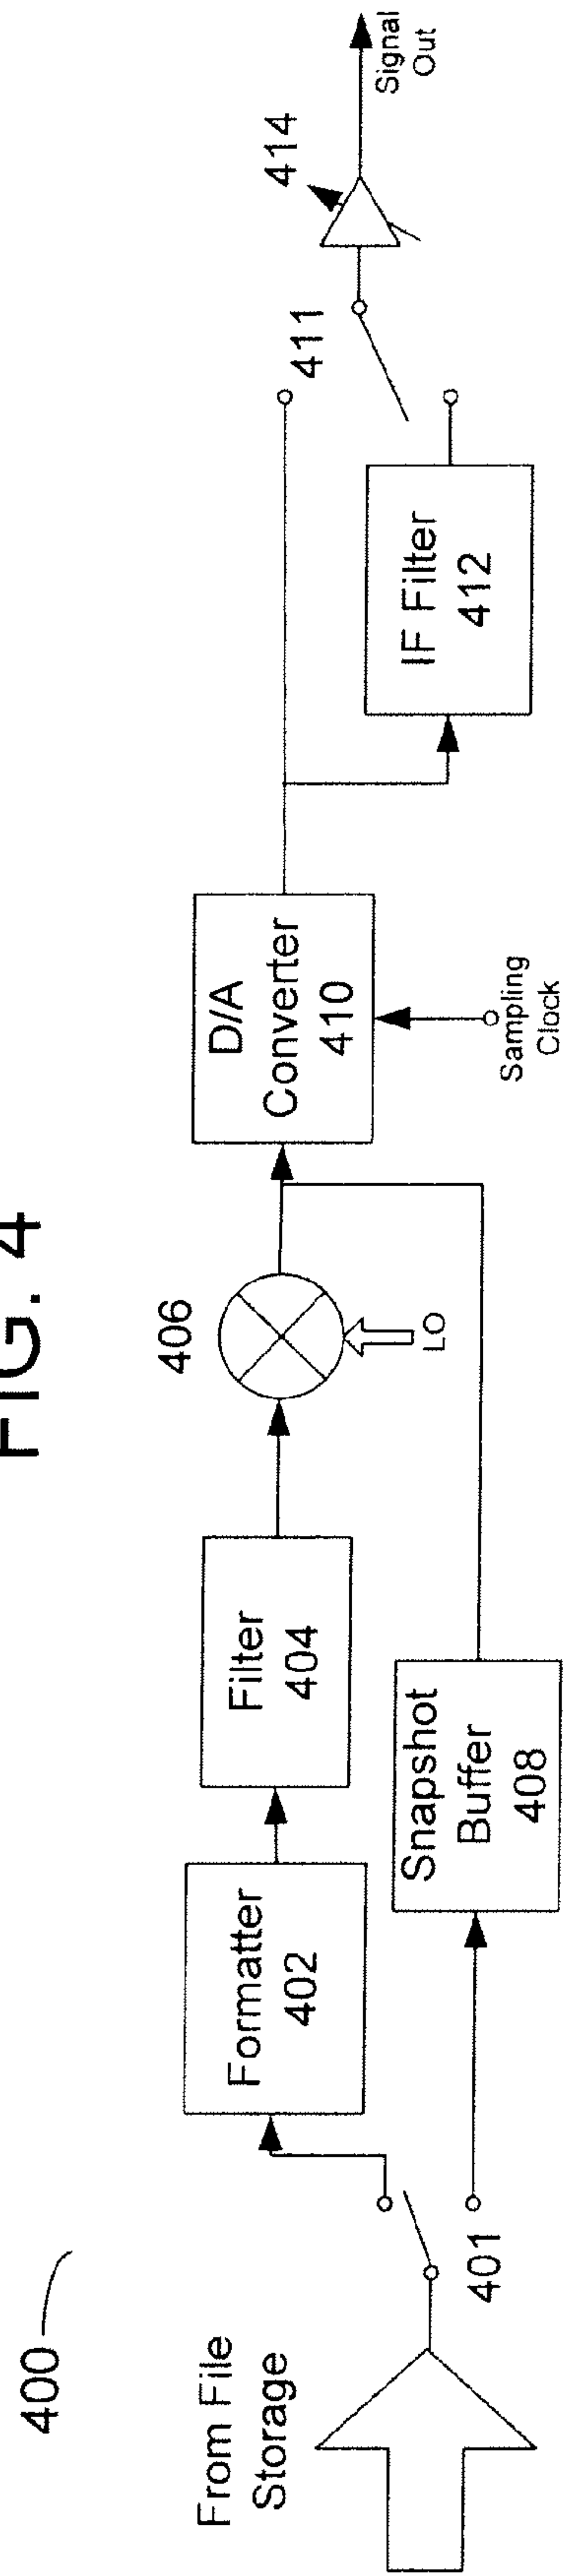 FIG. 4
400
From File
Storage
401
Formatter
402
Filter
404
406
LO
Snapshot
Buffer
408
D/A
Converter
410
Sampling
Clock
411
IF Filter
412
414
Signal
Out